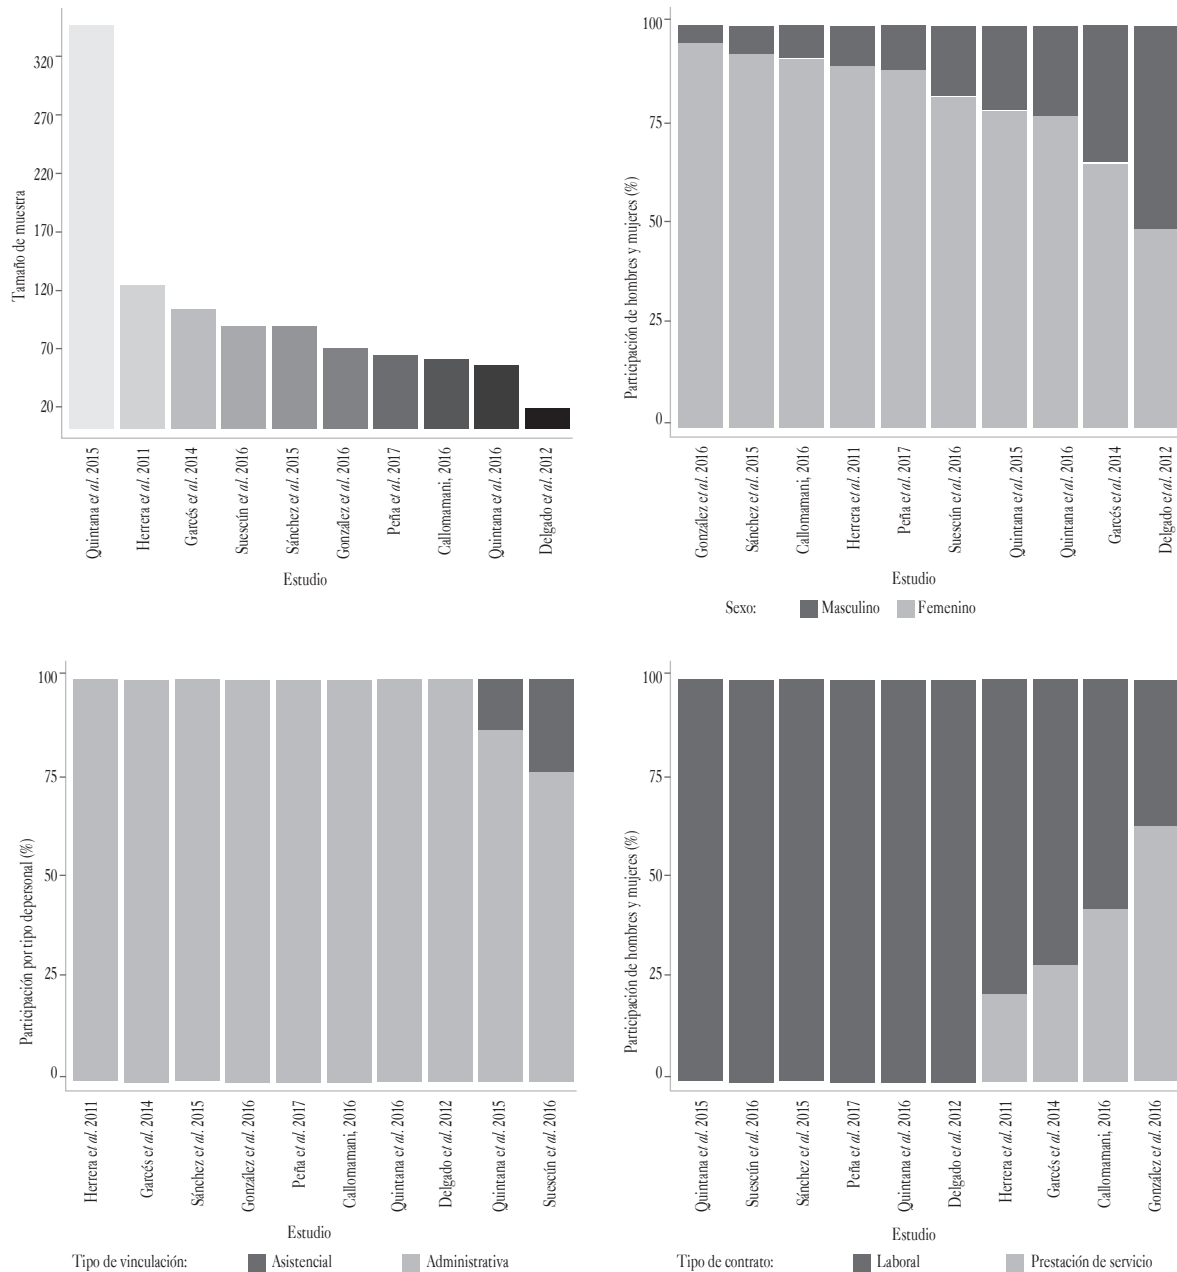 320
270
220
170
120
70
20
Tamaño de muestra
Quintana et al. 2015
Herrera et al. 2011
Garcés et al. 2014
Suescún et al. 2016
Sánchez et al. 2015
González et al. 2016
Peña et al. 2017
Callomamani, 2016
Quintana et al. 2016
Delgado et al. 2012
Estudio
100
75
50
25
0
Participación de hombres y mujeres (%)
González et al. 2016
Sánchez et al. 2015
Callomamani, 2016
Herrera et al. 2011
Peña et al. 2017
Suescún et al. 2016
Quintana et al. 2015
Quintana et al. 2016
Garcés et al. 2014
Delgado et al. 2012
Estudio
Sexo: Masculino Femenino
100
75
50
25
0
Participación por tipo depersonal (%)
Herrera et al. 2011
Garcés et al. 2014
Sánchez et al. 2015
González et al. 2016
Peña et al. 2017
Callomamani, 2016
Quintana et al. 2016
Delgado et al. 2012
Quintana et al. 2015
Suescún et al. 2016
Estudio
Tipo de vinculación: Asistencial Administrativa
100
75
50
25
0
Participación de hombres y mujeres (%)
Quintana et al. 2015
Suescún et al. 2016
Sánchez et al. 2015
Peña et al. 2017
Quintana et al. 2016
Delgado et al. 2012
Herrera et al. 2011
Garcés et al. 2014
Callomamani, 2016
González et al. 2016
Estudio
Tipo de contrato: Laboral Prestación de servicio